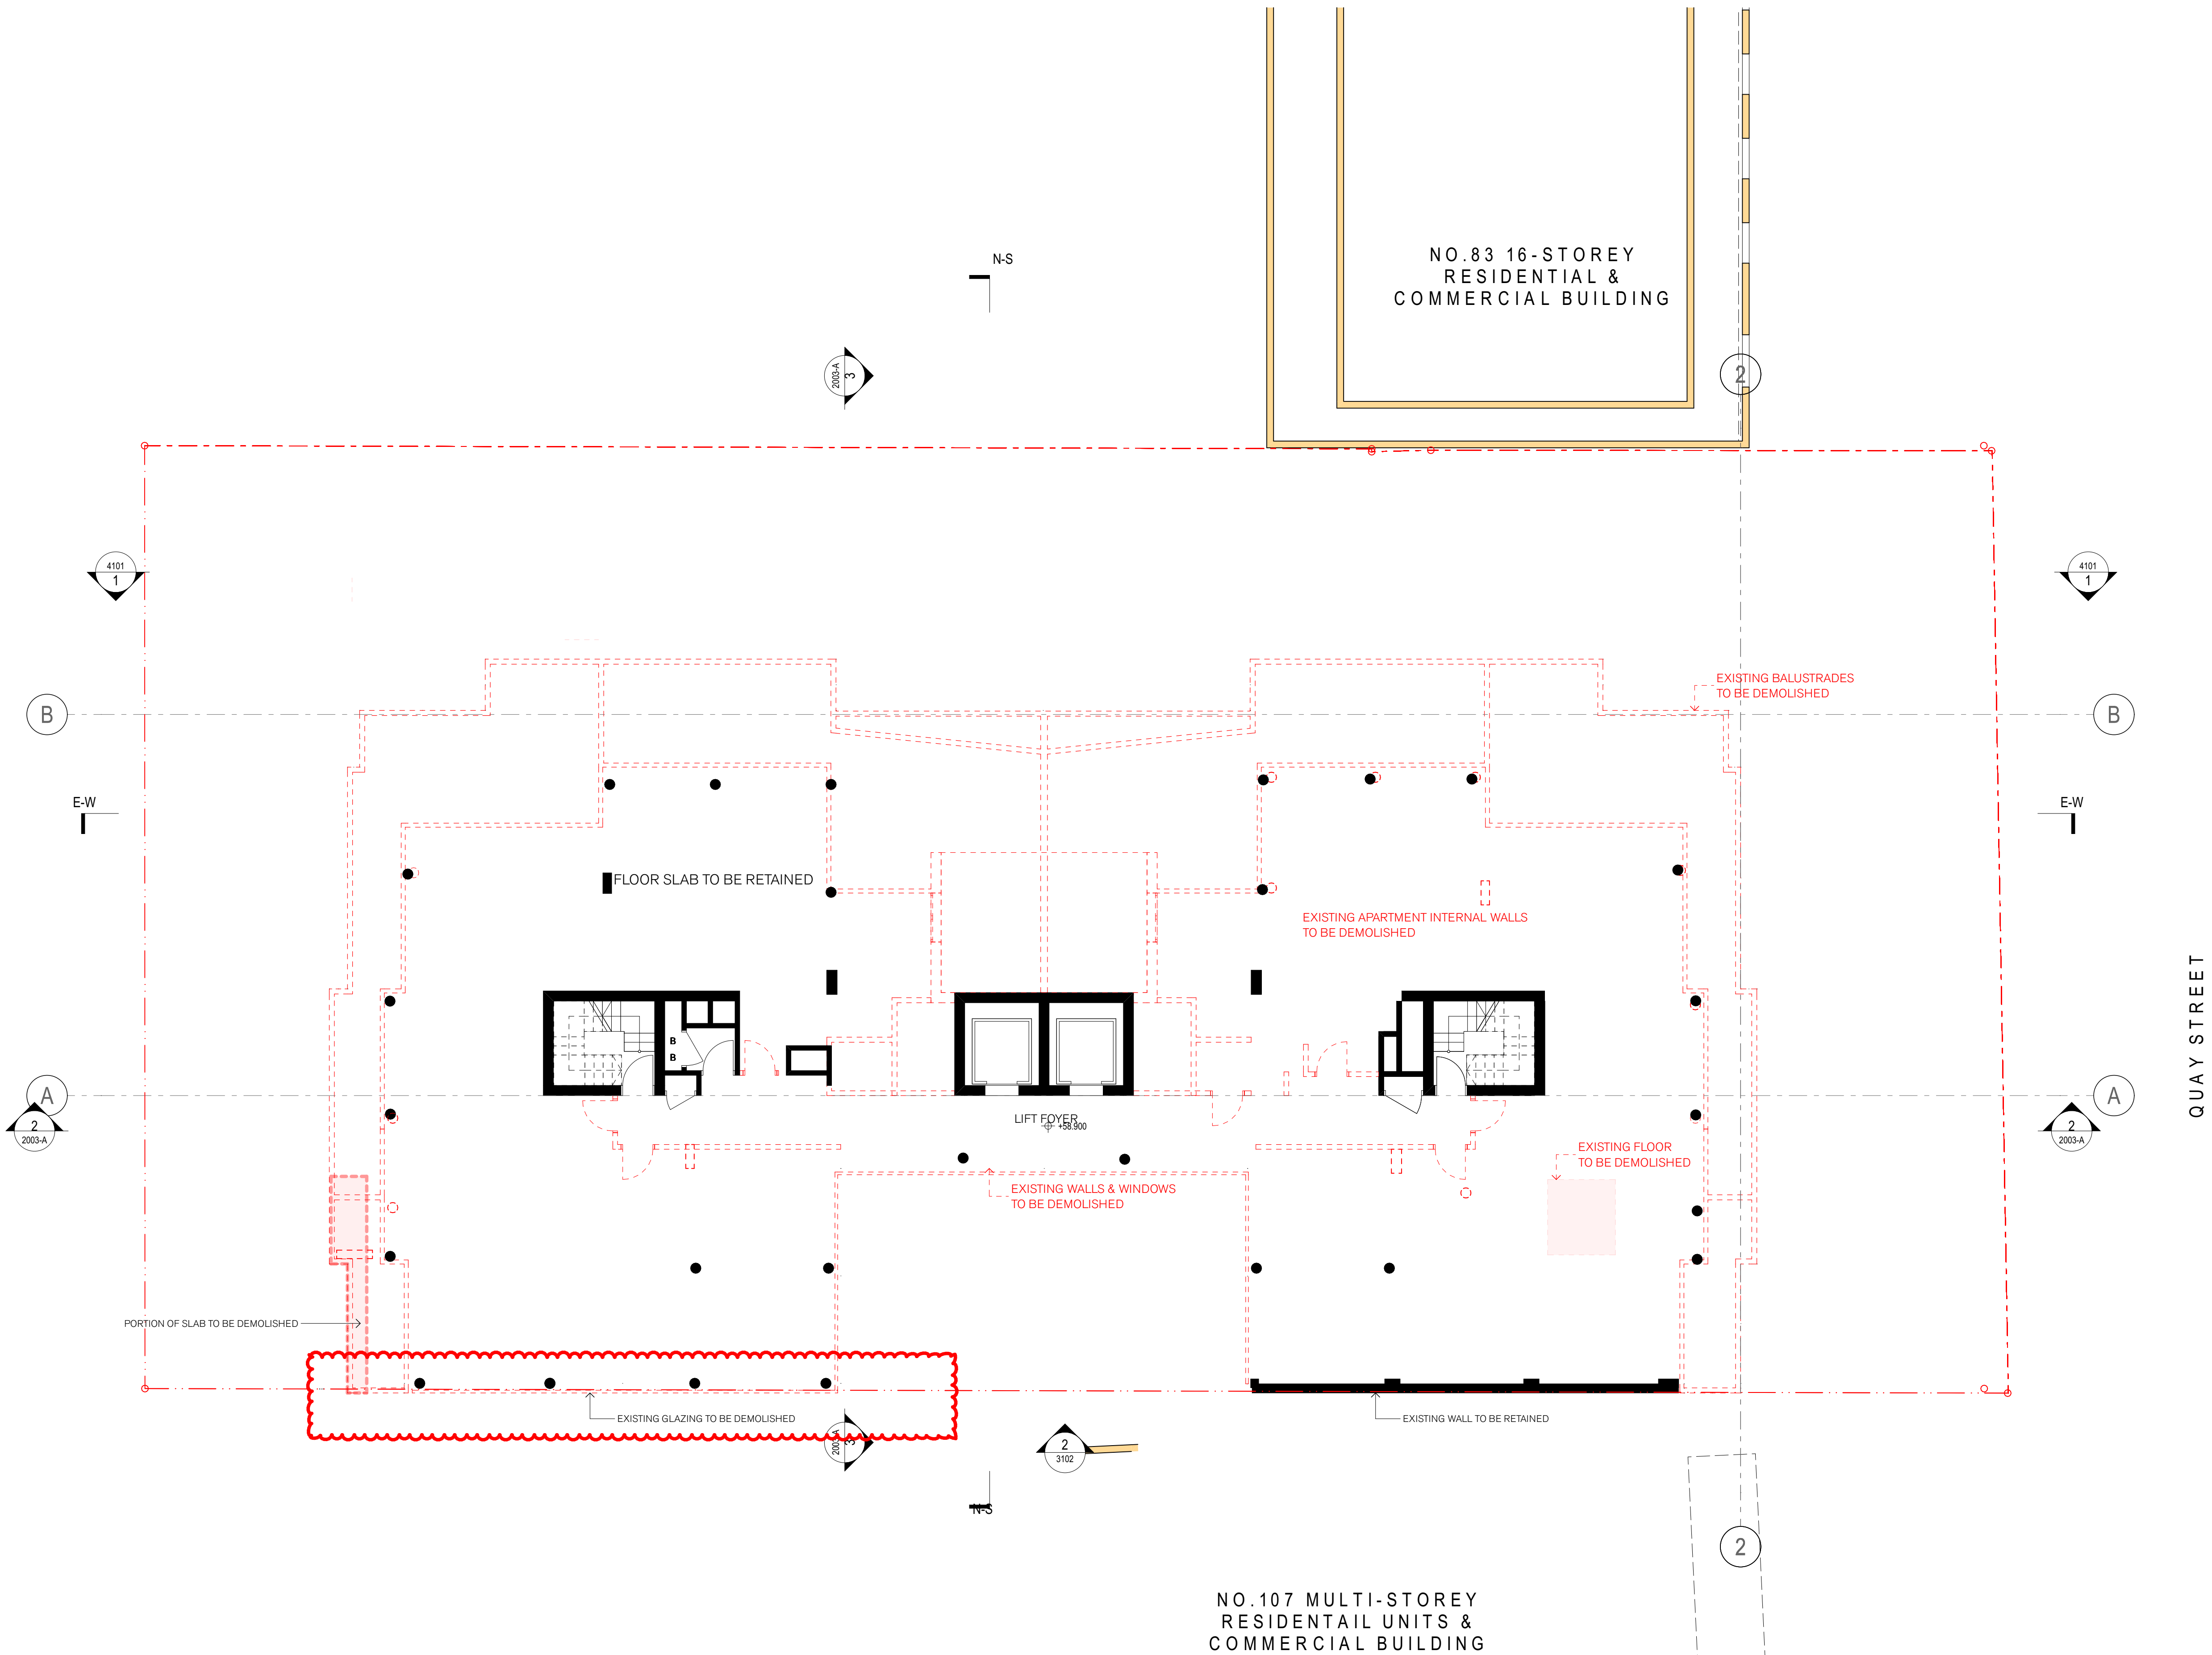 N-S
NO.83 16-STOREY
RESIDENTIAL &
COMMERCIAL BUILDING
2003-A
3
2
4101
1
4101
1
EXISTING BALUSTRADES
TO BE DEMOLISHED
B
B
E-W
E-W
FLOOR SLAB TO BE RETAINED
EXISTING APARTMENT INTERNAL WALLS
TO BE DEMOLISHED
QUAY STREET
B
B
A
A
LIFT FOYER
+58.900
2
2003-A
2
2003-A
EXISTING FLOOR
TO BE DEMOLISHED
EXISTING WALLS & WINDOWS
TO BE DEMOLISHED
PORTION OF SLAB TO BE DEMOLISHED
EXISTING GLAZING TO BE DEMOLISHED
EXISTING WALL TO BE RETAINED
2003-A
3
2
3102
N-S
2
NO.107 MULTI-STOREY
RESIDENTAIL UNITS &
COMMERCIAL BUILDING